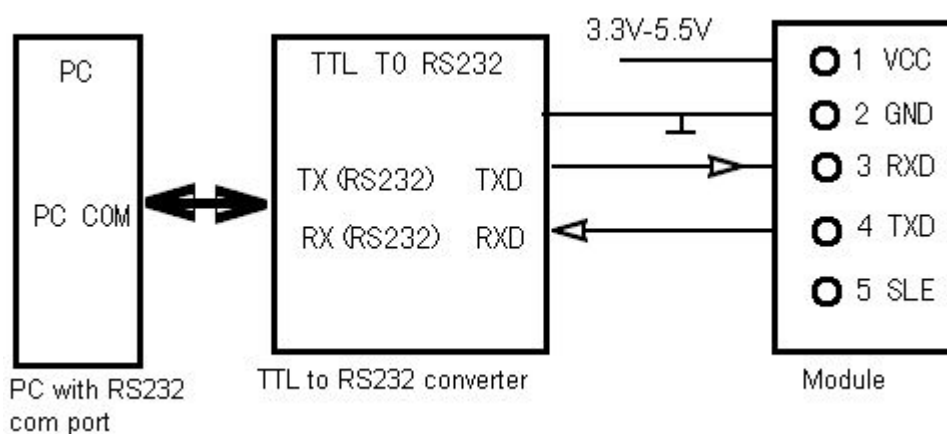 PC
PC COM
PC with RS232
com port
TTL TO RS232
TX(RS232) TXD
RX(RS232) RXD
TTL to RS232 converter
3.3V-5.5V
1 VCC
2 GND
3 RXD
4 TXD
5 SLE
Module